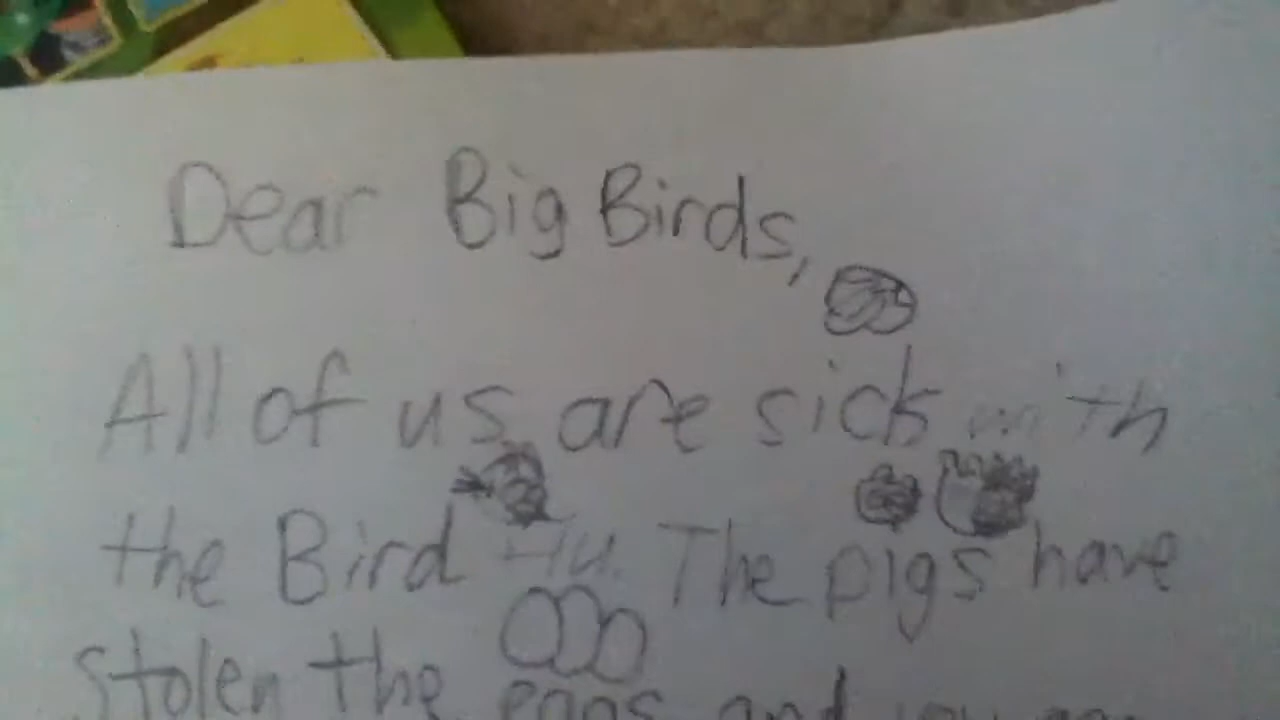 Dear Big Birds,
All of us are sick with
the Bird flu. The pigs have
stolen the eggs and you